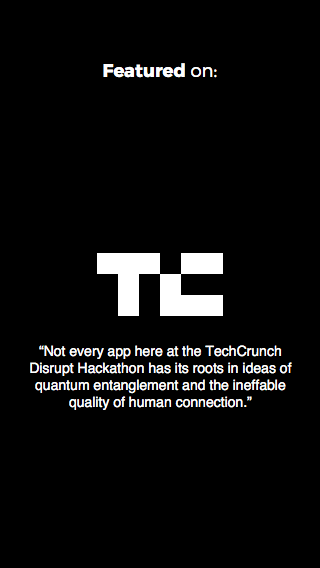 Featured on:
TC
“Not every app here at the TechCrunch
Disrupt Hackathon has its roots in ideas of
quantum entanglement and the ineffable
quality of human connection.”